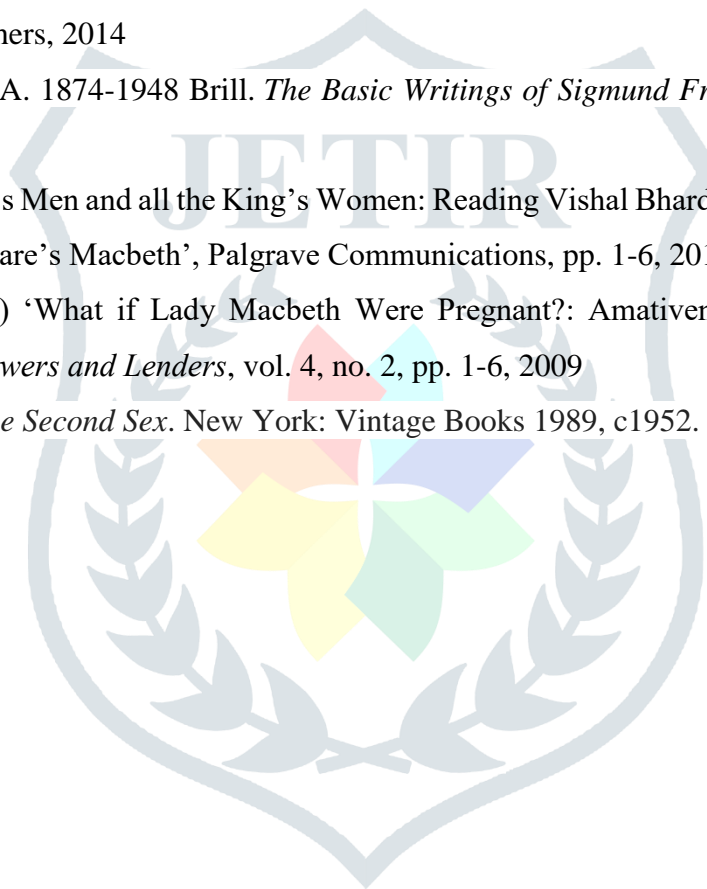 ners, 2014
A. 1874-1948 Brill. The Basic Writings of Sigmund Fr
JETIR
s Men and all the King's Women: Reading Vishal Bhard
are's Macbeth', Palgrave Communications, pp. 1-6, 201
) 'What if Lady Macbeth Were Pregnant?: Amativen
wers and Lenders, vol. 4, no. 2, pp. 1-6, 2009
e Second Sex. New York: Vintage Books 1989, c1952.